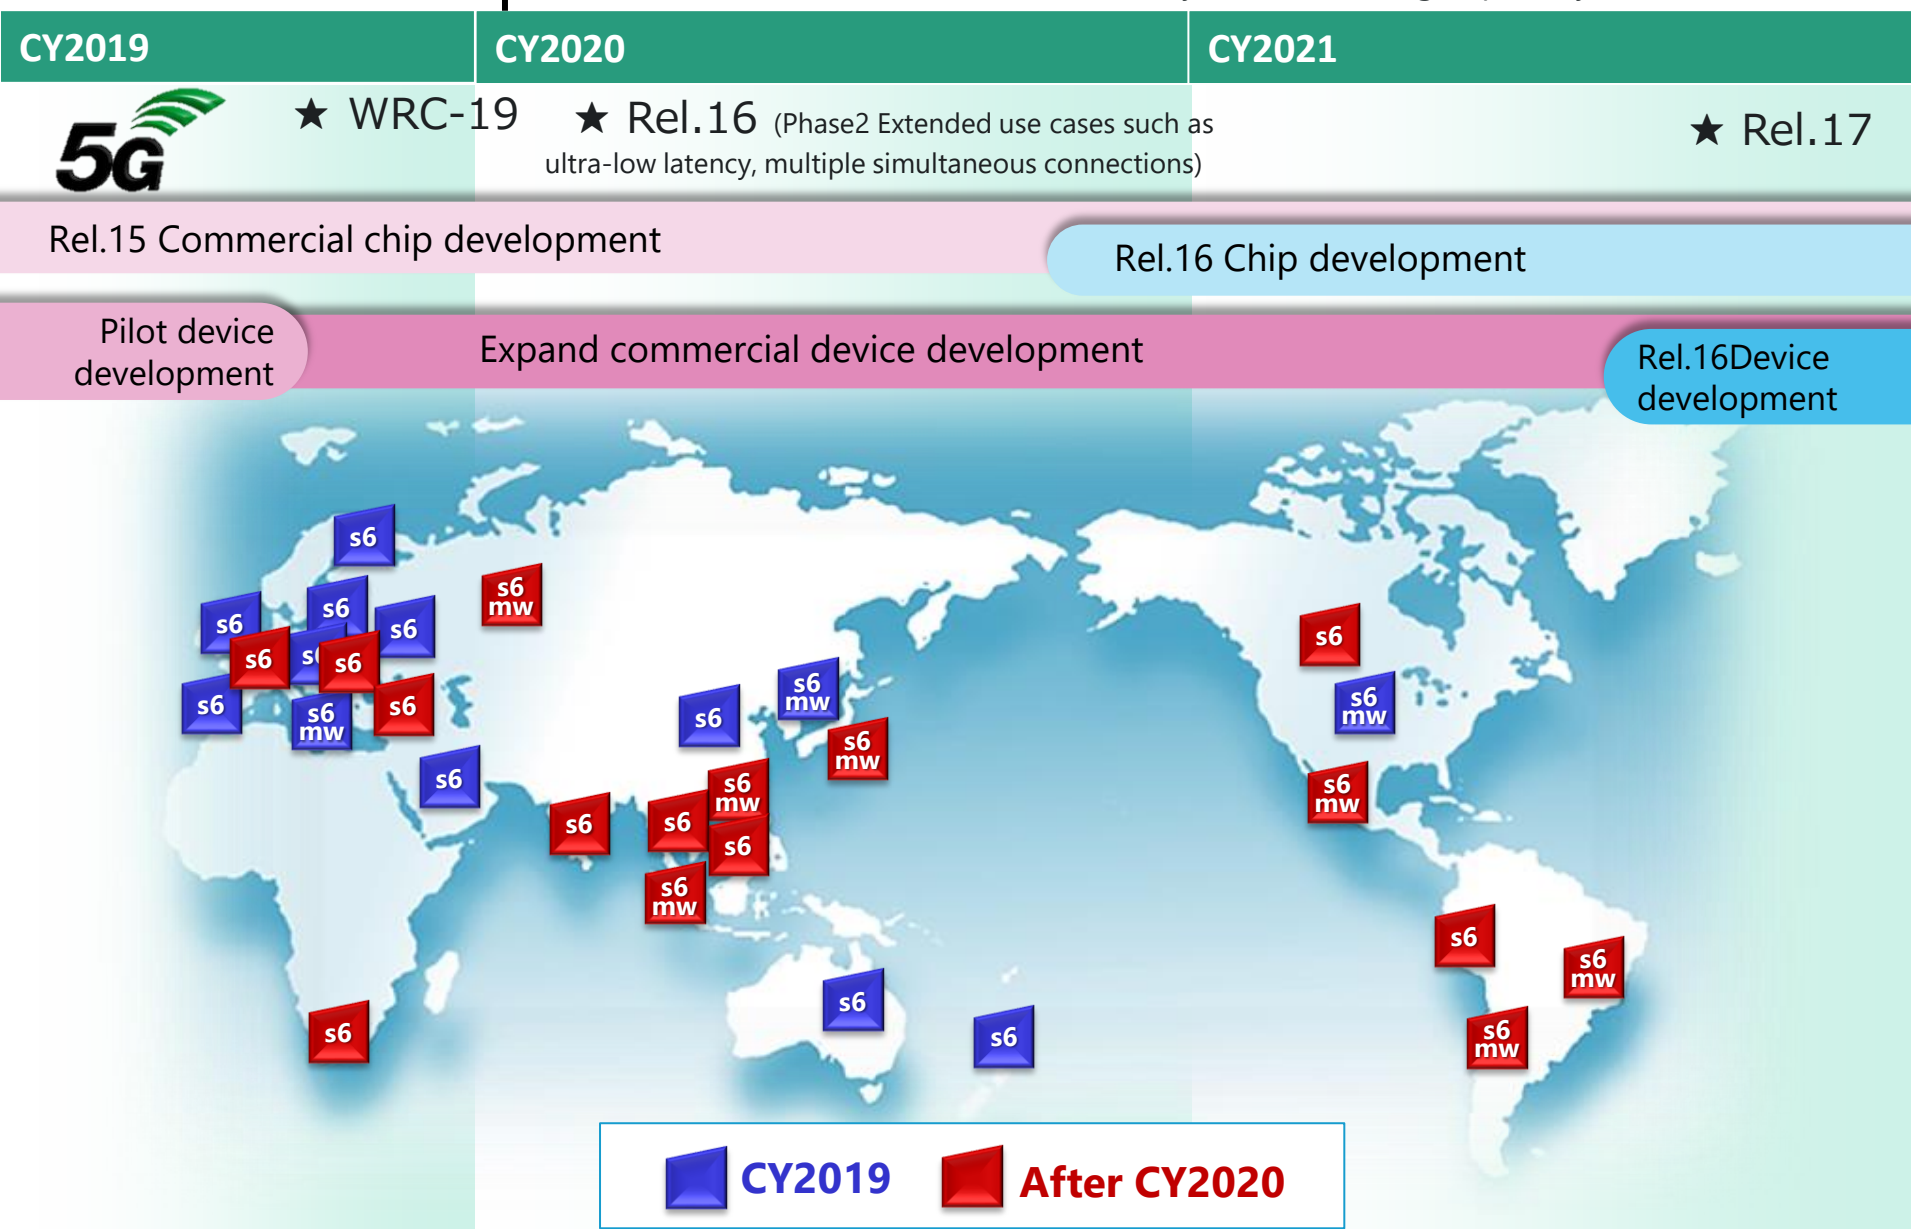 CY2019
CY2020
CY2021
5G
★ WRC-19
★ Rel.16 (Phase2 Extended use cases such as
ultra-low latency, multiple simultaneous connections)
★ Rel.17
Rel.15 Commercial chip development
Rel.16 Chip development
Pilot device
development
Expand commercial device development
Rel.16Device
development
s6
s6
mw
s6
s6
s6
s6
s6
s6
s6
s6
mw
s6
s6
s6
mw
s6
mw
s6
s6
s6
mw
s6
s6
s6
mw
s6
s6
s6
s6
s6
mw
s6
mw
s6
s6
mw
s6
mw
CY2019
After CY2020